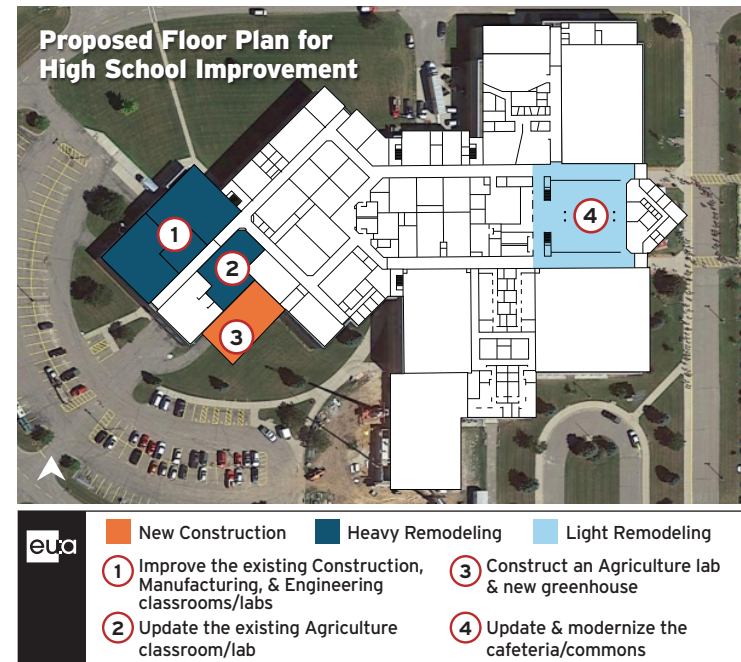 Proposed Floor Plan for
High School Improvement
1
2
3
4
eua
New Construction
Heavy Remodeling
Light Remodeling
1 Improve the existing Construction,
Manufacturing, & Engineering
classrooms/labs
2 Update the existing Agriculture
classroom/lab
3 Construct an Agriculture lab
& new greenhouse
4 Update & modernize the
cafeteria/commons